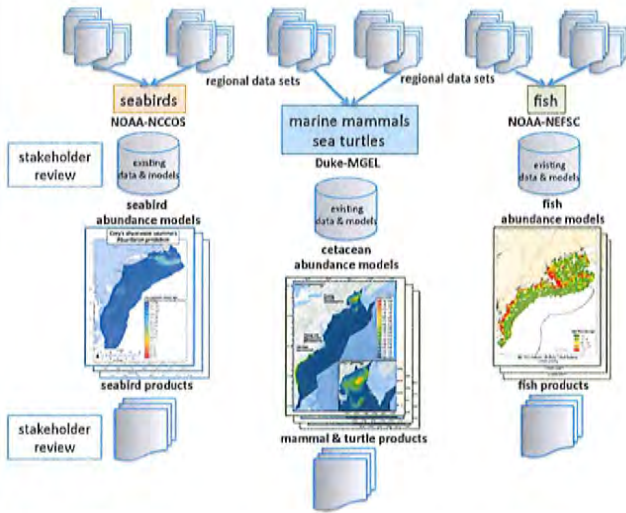 regional data sets
regional data sets
seabirds
NOAA-NCCOS
marine mammals
sea turtles
Duke-MGEL
fish
NOAA-NEFSC
stakeholder
review
existing
data & models
existing
data & models
existing
data & models
seabird
abundance models
cetacean
abundance models
fish
abundance models
seabird products
mammal & turtle products
fish products
stakeholder
review